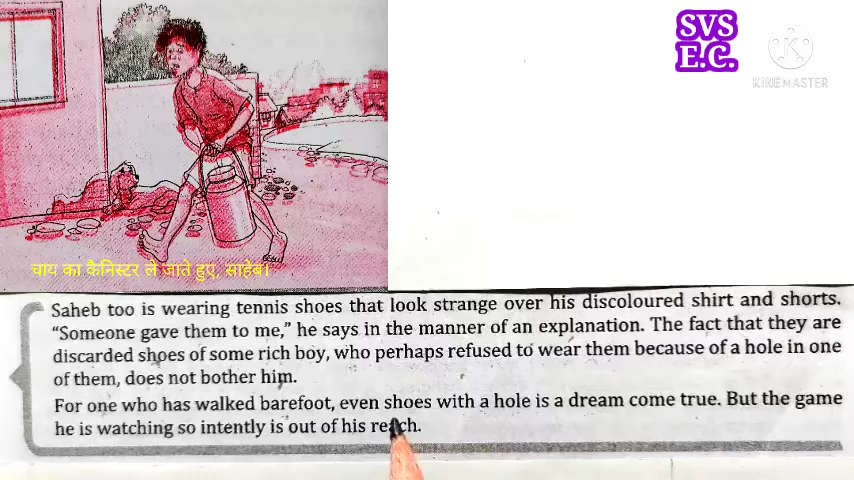 SVS
E.C.
KINEMASTER
चाय का कैनिस्टर ले जाते हुए, साहेब।
Saheb too is wearing tennis shoes that look strange over his discoloured shirt and shorts.
“Someone gave them to me,” he says in the manner of an explanation. The fact that they are
discarded shoes of some rich boy, who perhaps refused to wear them because of a hole in one
of them, does not bother him.
For one who has walked barefoot, even shoes with a hole is a dream come true. But the game
he is watching so intently is out of his reach.